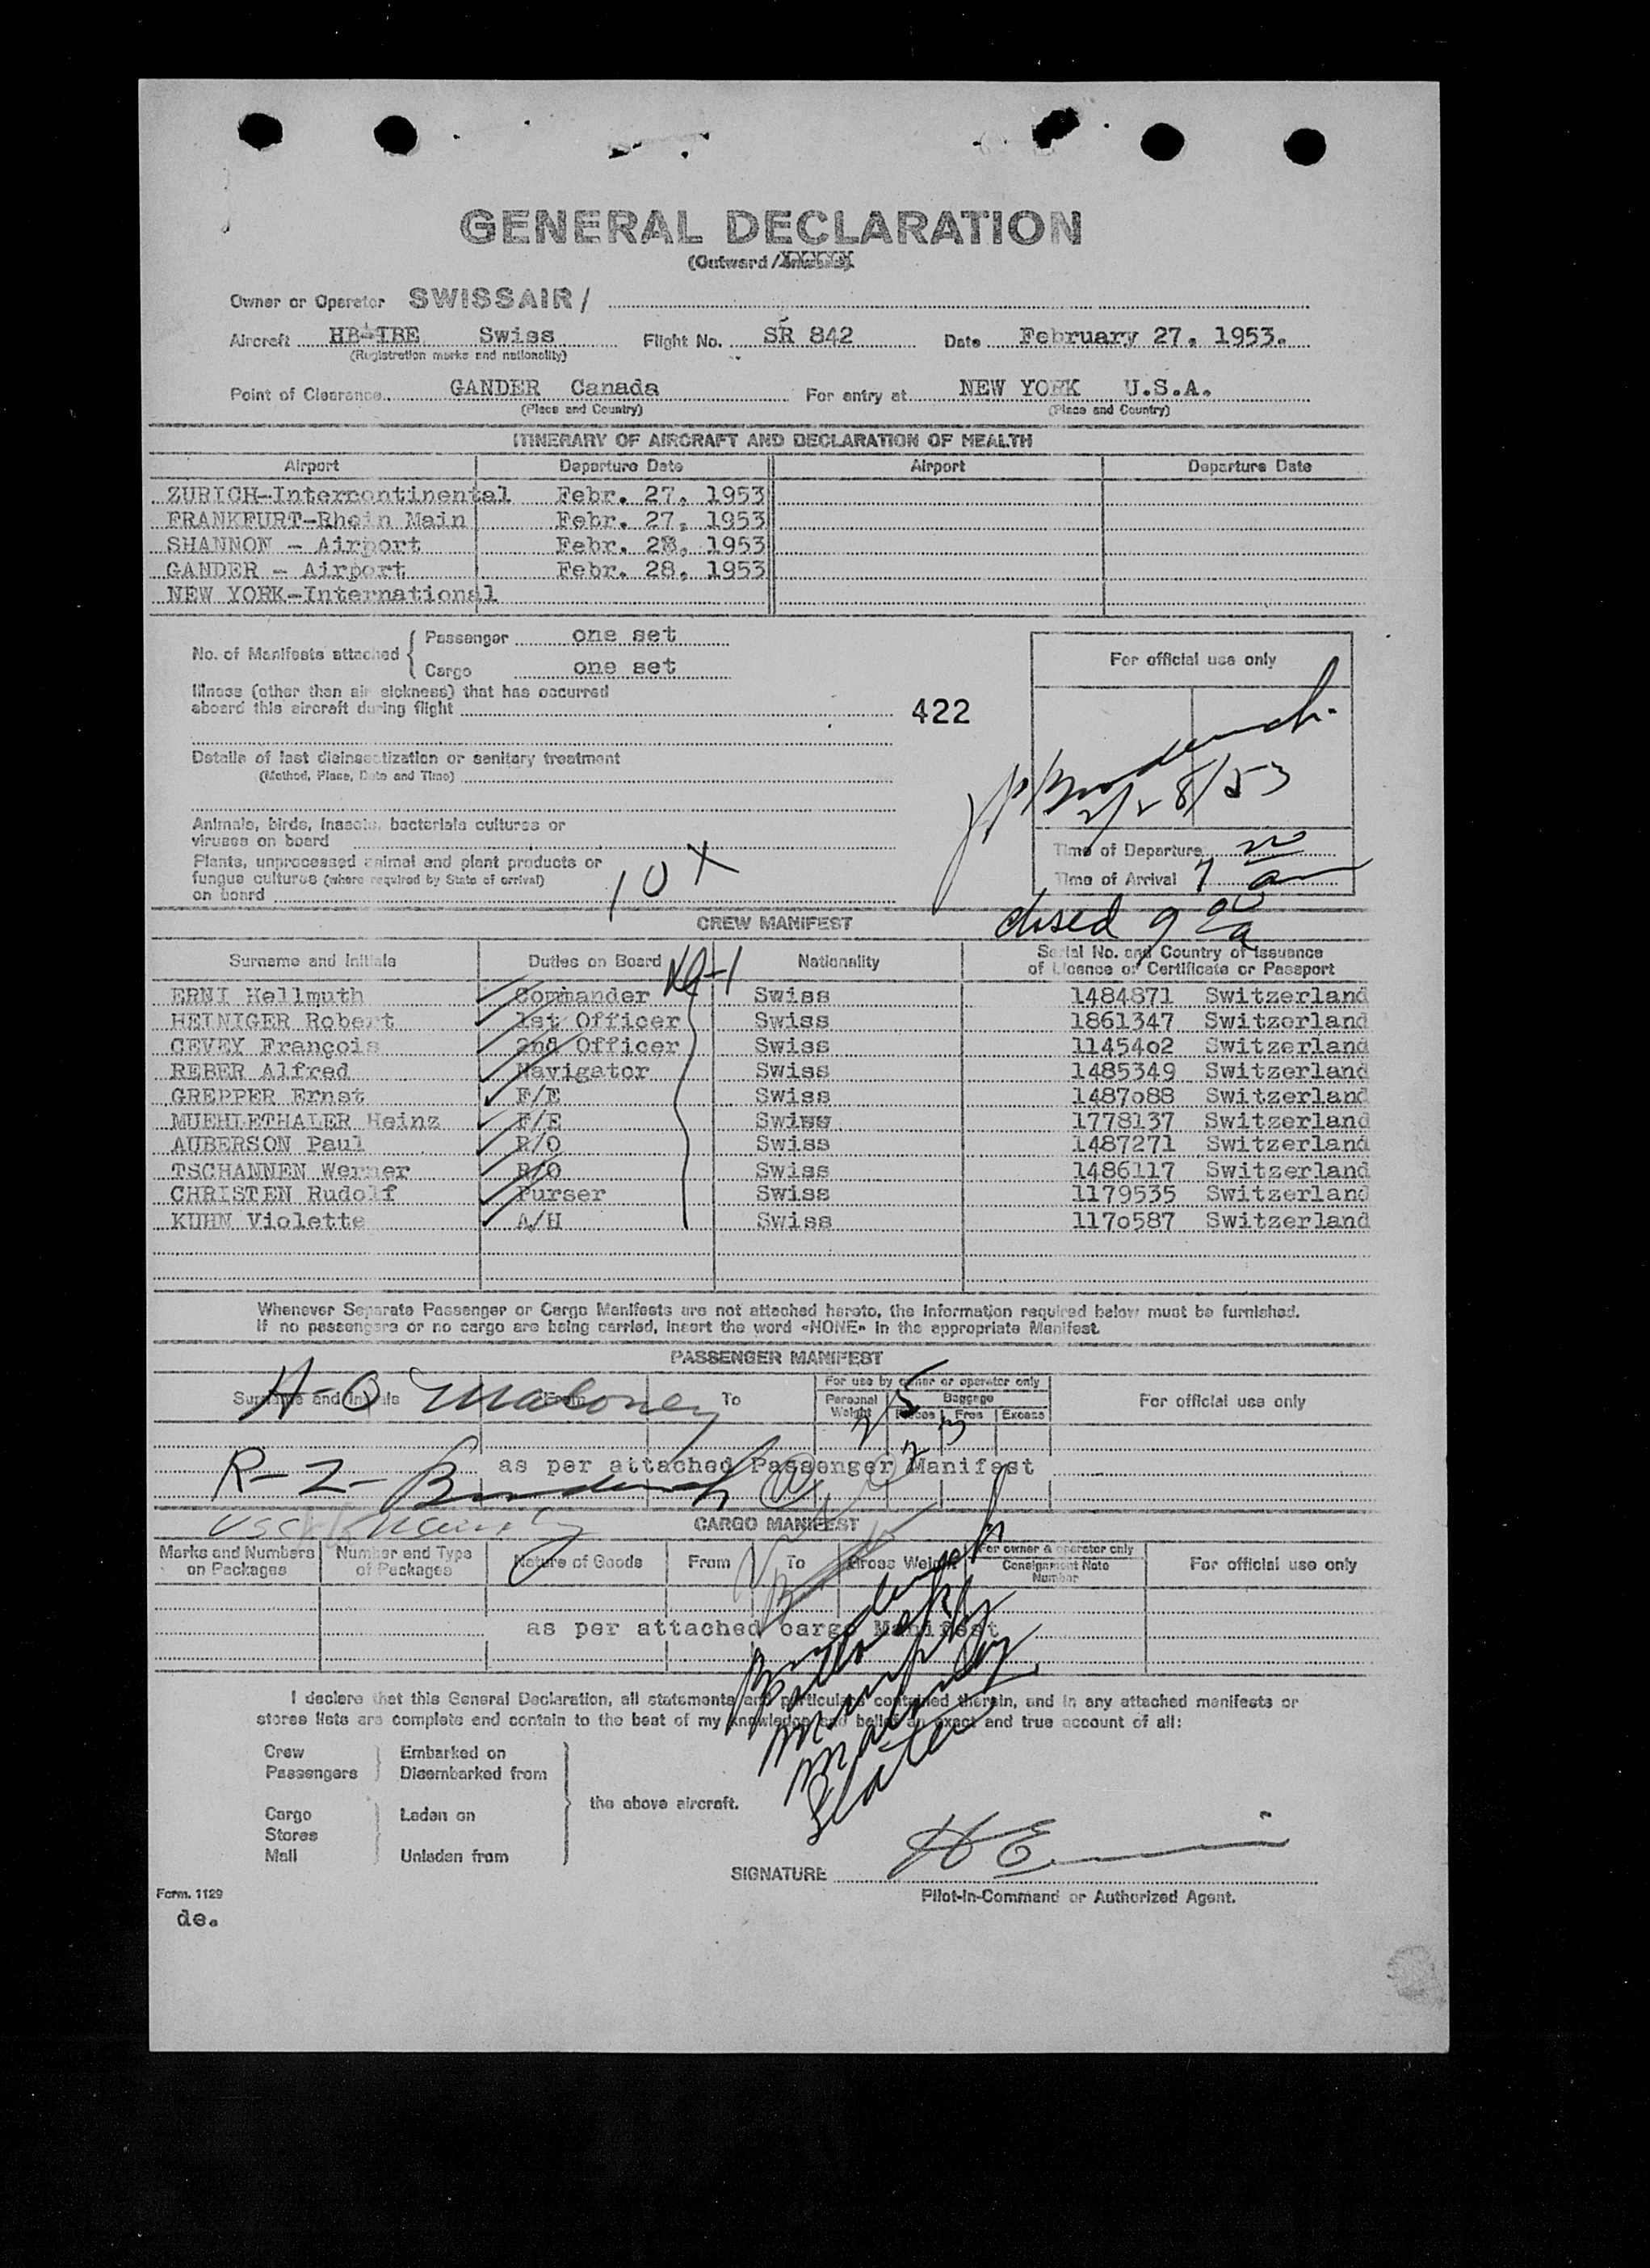 GENERAL DECLARATION
(Outward /
Owner or Operator SWISSAIR /
Aircraft HB-IBE Swiss Flight No. SR 842 Date February 27. 1953.
(Registration marks and nationality)
Point of Clearance GANDER Canada For entry at NEW YORK U.S.A.
(Place and Country) (Place and Country)
ITINERARY OF AIRCRAFT AND DECLARATION OF HEALTH
Airport Departure Date Airport Departure Date
ZURICH-Intercontinental Febr. 27, 1953
FRANKFURT-Rhein Main Febr. 27, 1953
SHANNON - Airport Febr. 28, 1953
GANDER - Airport Febr. 28. 1953
NEW YORK-International
No. of Manifests attached { Passenger one set
Cargo one set
For official use only
Illness (other than air sickness) that has occurred
aboard this aircraft during flight
422
Details of last disinsectization or sanitary treatment
(Method, Place, Date and Time)
2/28/53
Animals, birds, insects, bacterials cultures or
viruses on board
Plants, unprocessed animal and plant products or
fungue cultures (where required by State of arrival)
on board
10 X
Time of Departure
Time of Arrival 7
closed 9
CREW MANIFEST
Surname and Initials Duties on Board Nationality Serial No. and Country of Issuance
of Licence or Certificate or Passport
ERNI Hellmuth Commander Swiss 1484871 Switzerland
HEINIGER Robert 1st Officer Swiss 1861347 Switzerland
CEVEY François 2nd Officer Swiss 11454o2 Switzerland
REBER Alfred Navigator Swiss 1485349 Switzerland
GREPPER Ernst F/E Swiss 1487o88 Switzerland
MUEHLETHALER Heinz F/E Swiss 1778137 Switzerland
AUBERSON Paul R/O Swiss 1487271 Switzerland
TSCHANNEN Werner R/O Swiss 1486117 Switzerland
CHRISTEN Rudolf Purser Swiss 1179535 Switzerland
KUHN Violette A/H Swiss 117o587 Switzerland
Whenever Separate Passenger or Cargo Manifests are not attached hereto, the information required below must be furnished.
If no passengers or no cargo are being carried, insert the word «NONE» in the appropriate Manifest.
PASSENGER MANIFEST
Surname and Initials From To For use by owner or operator only For official use only
Personal Weight Baggage
Pieces Free Excess
A-O Maloney
as per attached Passenger Manifest
R-Z-
CARGO MANIFEST
Marks and Numbers on Packages Number and Type of Packages Nature of Goods From To Gross Weight For owner & operator only For official use only
Consignment Note Number
as per attached cargo Manifest
Murphy
Maloney
Slater
I declare that this General Declaration, all statements and particulars contained therein, and in any attached manifests or
stores lists are complete and contain to the best of my knowledge and belief an exact and true account of all:
Crew Embarked on
Passengers Disembarked from
the above aircraft.
Cargo Laden on
Stores
Mail Unladen from
SIGNATURE
Pilot-in-Command or Authorized Agent.
Form. 1129
de.